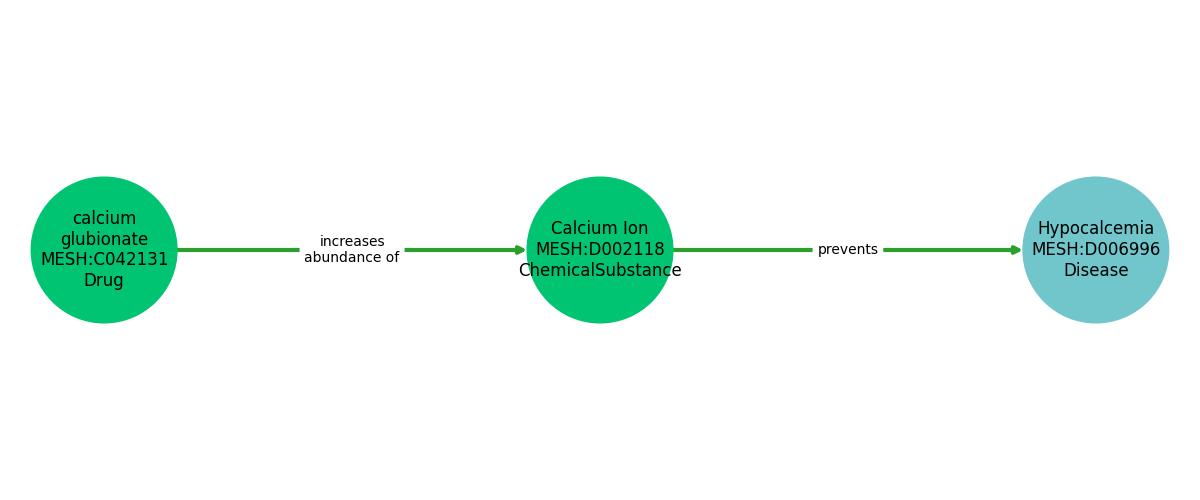 calcium
glubionate
MESH:C042131
Drug
increases
abundance of
Calcium Ion
MESH:D002118
ChemicalSubstance
prevents
Hypocalcemia
MESH:D006996
Disease